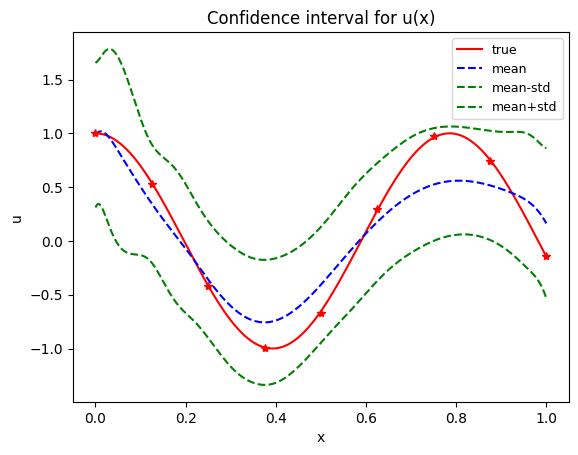 Confidence interval for u(x)
true
mean
mean-std
mean+std
u
1.5
1.0
0.5
0.0
−0.5
−1.0
0.0 0.2 0.4 0.6 0.8 1.0
x